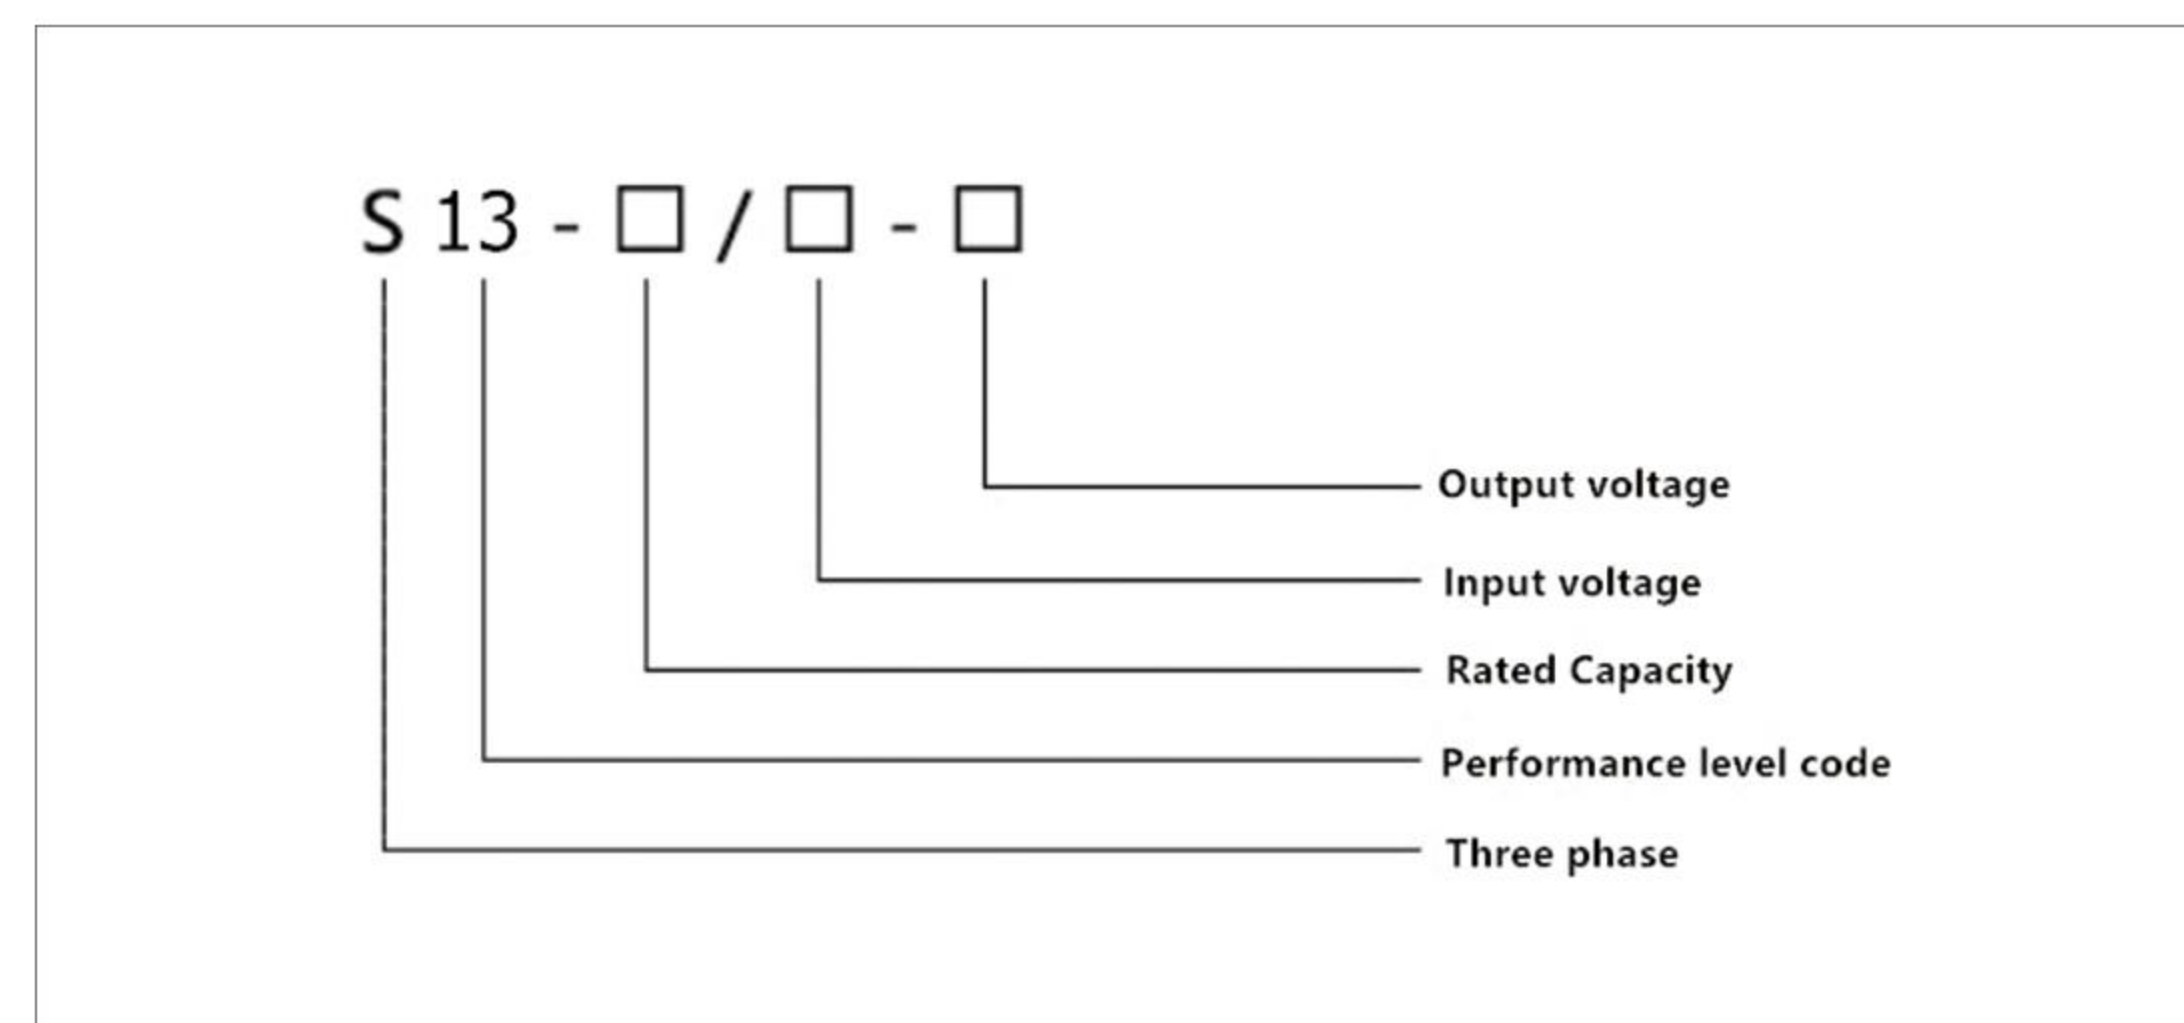 S 13 - □ / □ - □
Output voltage
Input voltage
Rated Capacity
Performance level code
Three phase